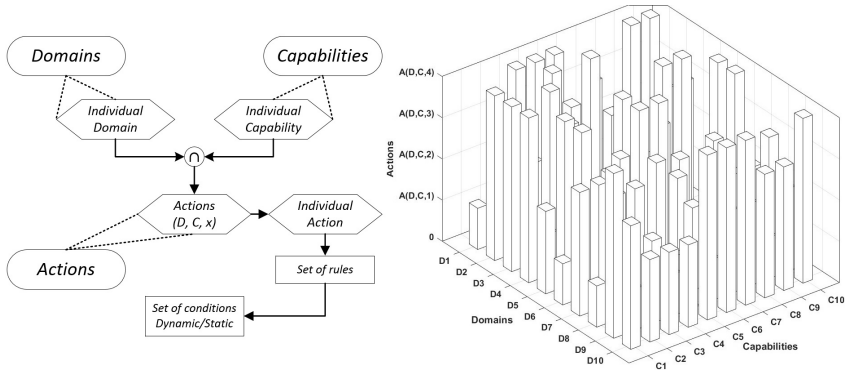 Domains
Capabilities
Individual
Domain
Individual
Capability
∩
Actions
(D, C, x)
Individual
Action
Actions
Set of rules
Set of conditions
Dynamic/Static
A(D,C,4)
A(D,C,3)
A(D,C,2)
A(D,C,1)
0
Actions
D1
D2
D3
D4
D5
D6
D7
D8
D9
D10
Domains
C1
C2
C3
C4
C5
C6
C7
C8
C9
C10
Capabilities